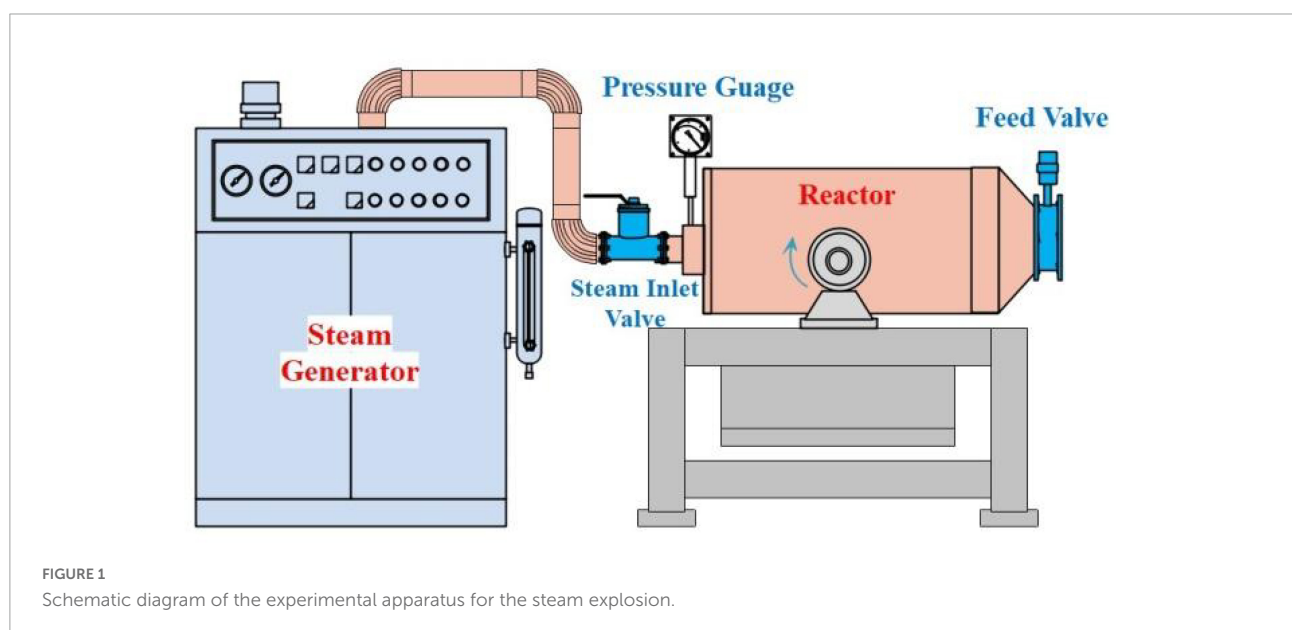 Pressure Guage
Feed Valve
Reactor
Steam Inlet
Valve
Steam
Generator
FIGURE 1
Schematic diagram of the experimental apparatus for the steam explosion.